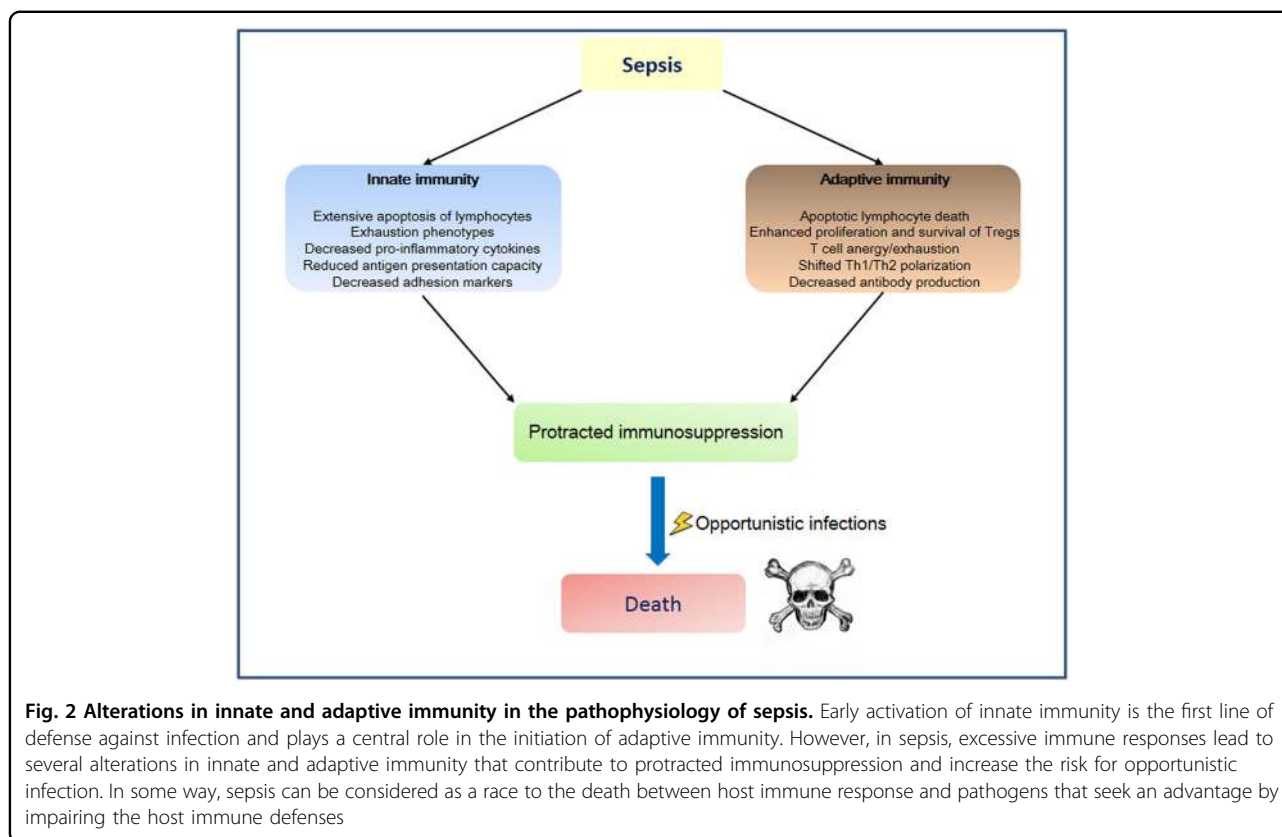 Sepsis
Innate immunity
Extensive apoptosis of lymphocytes
Exhaustion phenotypes
Decreased pro-inflammatory cytokines
Reduced antigen presentation capacity
Decreased adhesion markers
Adaptive immunity
Apoptotic lymphocyte death
Enhanced proliferation and survival of Tregs
T cell anergy/exhaustion
Shifted Th1/Th2 polarization
Decreased antibody production
Protracted immunosuppression
Opportunistic infections
Death
Fig. 2 Alterations in innate and adaptive immunity in the pathophysiology of sepsis. Early activation of innate immunity is the first line of
defense against infection and plays a central role in the initiation of adaptive immunity. However, in sepsis, excessive immune responses lead to
several alterations in innate and adaptive immunity that contribute to protracted immunosuppression and increase the risk for opportunistic
infection. In some way, sepsis can be considered as a race to the death between host immune response and pathogens that seek an advantage by
impairing the host immune defenses